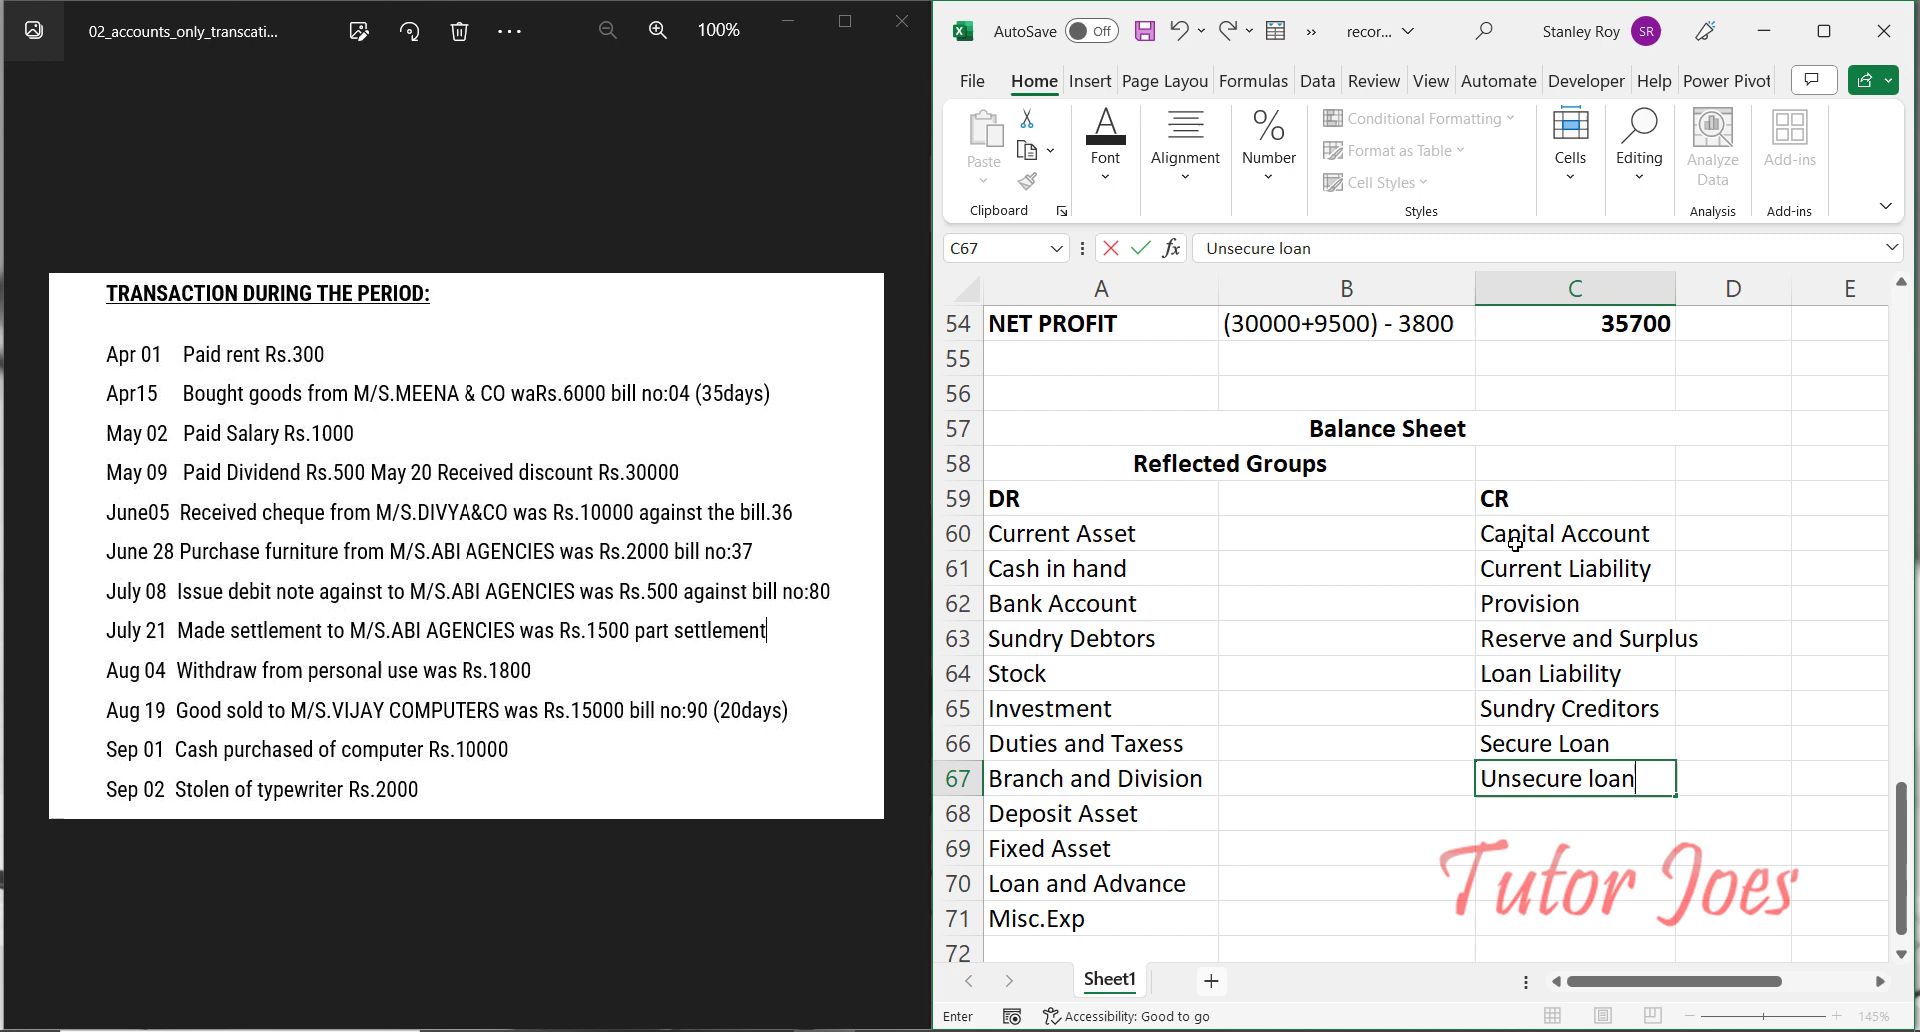 02_accounts_only_transcati...
100%
TRANSACTION DURING THE PERIOD:
Apr 01 Paid rent Rs.300
Apr15 Bought goods from M/S.MEENA & CO waRs.6000 bill no:04 (35days)
May 02 Paid Salary Rs.1000
May 09 Paid Dividend Rs.500 May 20 Received discount Rs.30000
June05 Received cheque from M/S.DIVYA&CO was Rs.10000 against the bill.36
June 28 Purchase furniture from M/S.ABI AGENCIES was Rs.2000 bill no:37
July 08 Issue debit note against to M/S.ABI AGENCIES was Rs.500 against bill no:80
July 21 Made settlement to M/S.ABI AGENCIES was Rs.1500 part settlement
Aug 04 Withdraw from personal use was Rs.1800
Aug 19 Good sold to M/S.VIJAY COMPUTERS was Rs.15000 bill no:90 (20days)
Sep 01 Cash purchased of computer Rs.10000
Sep 02 Stolen of typewriter Rs.2000
AutoSave Off recor... Stanley Roy SR
File Home Insert Page Layou Formulas Data Review View Automate Developer Help Power Pivot
Paste Font Alignment Number Conditional Formatting Format as Table Cell Styles Cells Editing Analyze Data Add-ins
Clipboard Styles Analysis Add-ins
C67 fx Unsecure loan
A B C D E
54 NET PROFIT (30000+9500) - 3800 35700
55
56
57 Balance Sheet
58 Reflected Groups
59 DR CR
60 Current Asset Capital Account
61 Cash in hand Current Liability
62 Bank Account Provision
63 Sundry Debtors Reserve and Surplus
64 Stock Loan Liability
65 Investment Sundry Creditors
66 Duties and Taxess Secure Loan
67 Branch and Division Unsecure loan
68 Deposit Asset
69 Fixed Asset
70 Loan and Advance
71 Misc.Exp
72
Tutor Joes
Sheet1
Enter Accessibility: Good to go 145%